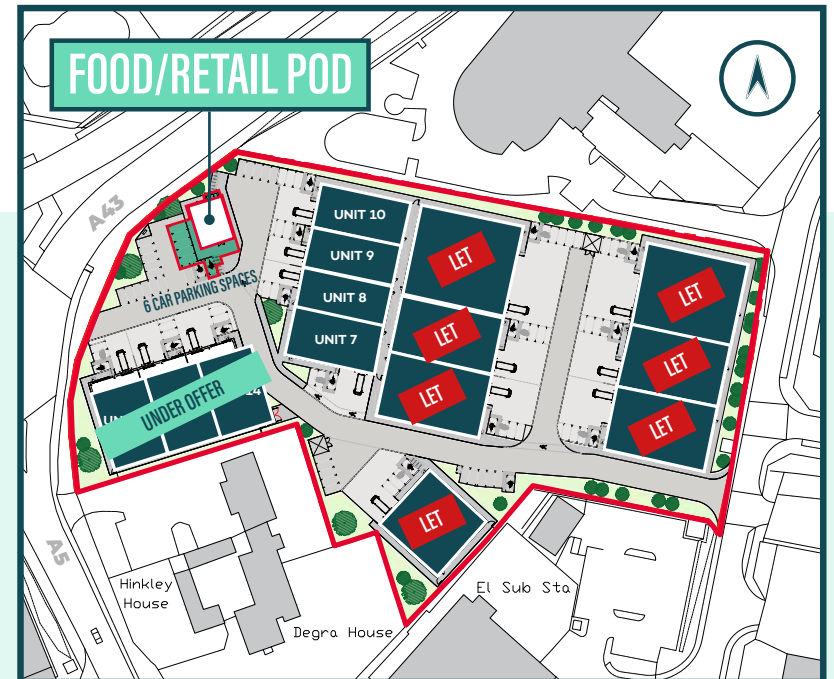 FOOD/RETAIL POD
A43
UNIT 10
UNIT 9
UNIT 8
UNIT 7
LET
LET
LET
LET
LET
LET
6 CAR PARKING SPACES
UNDER OFFER
LET
A5
Hinkley
House
Degra House
El Sub Sta